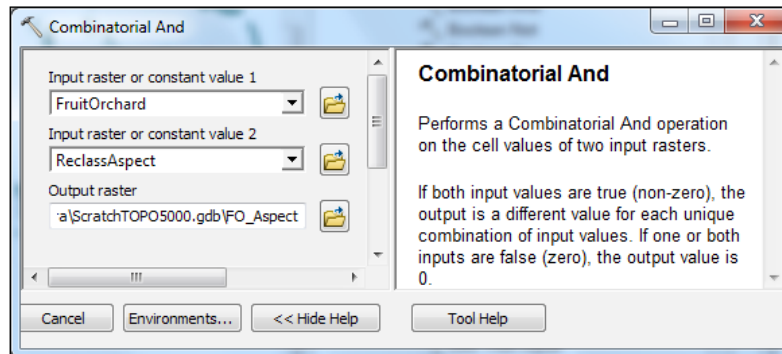 Combinatorial And
Input raster or constant value 1
FruitOrchard
Input raster or constant value 2
ReclassAspect
Output raster
a\ScratchTOPO5000.gdb\FO_Aspect
Cancel
Environments...
<< Hide Help
Combinatorial And
Performs a Combinatorial And operation
on the cell values of two input rasters.
If both input values are true (non-zero), the
output is a different value for each unique
combination of input values. If one or both
inputs are false (zero), the output value is
0.
Tool Help